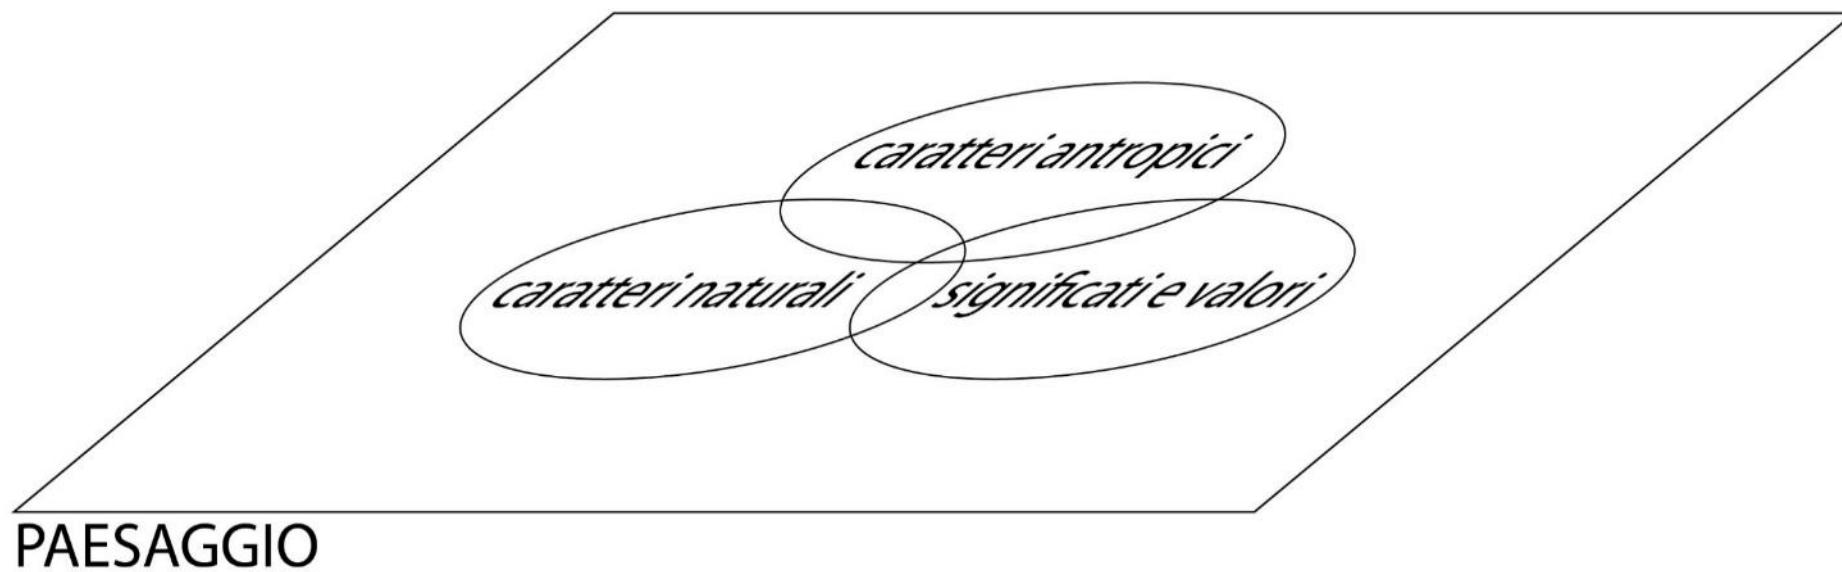 caratteri antropici
caratteri naturali
significati e valori
PAESAGGIO